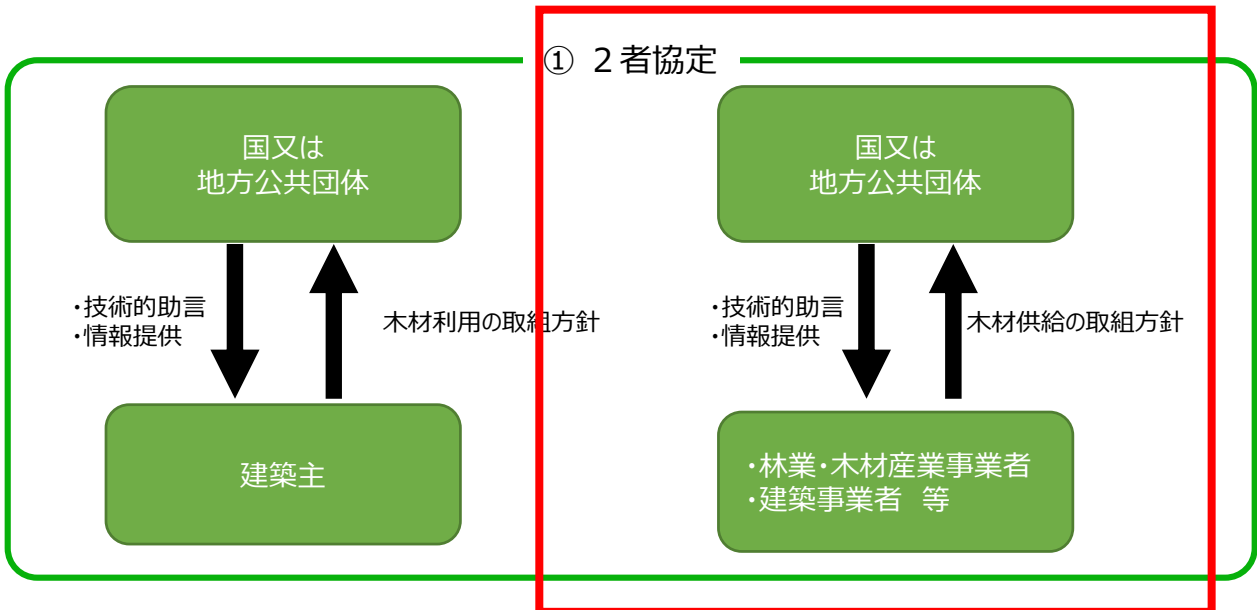 ① 2者協定
国又は
地方公共団体
・技術的助言
・情報提供
木材利用の取組方針
建築主
国又は
地方公共団体
・技術的助言
・情報提供
木材供給の取組方針
・林業・木材産業事業者
・建築事業者 等